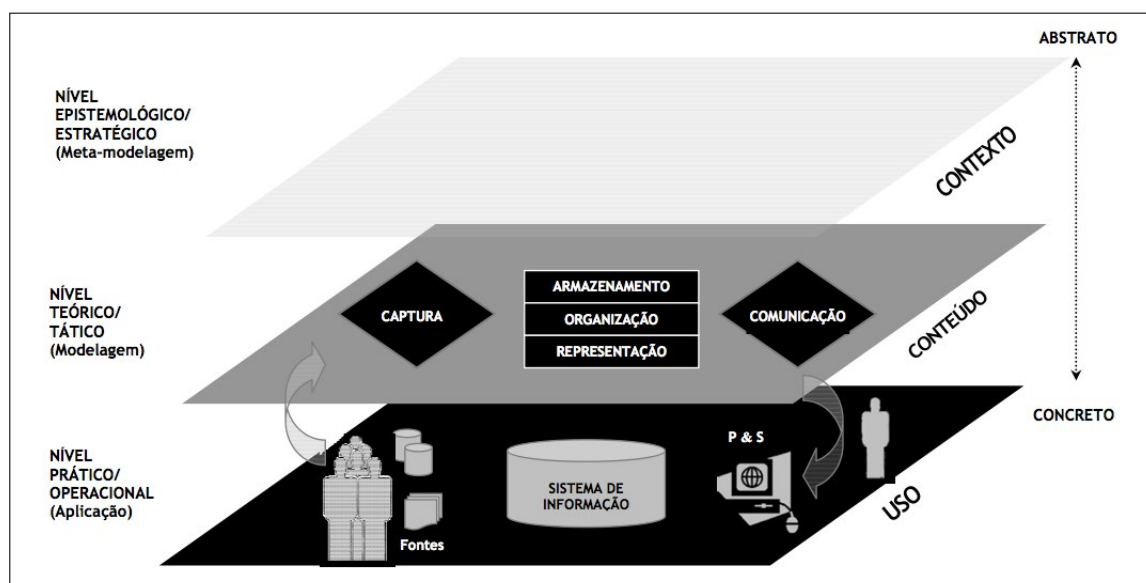 ABSTRATO
NÍVEL
EPISTEMOLÓGICO/
ESTRATÉGICO
(Meta-modelagem)
CONTEXTO
NÍVEL
TEÓRICO/
TÁTICO
(Modelagem)
CAPTURA
ARMAZENAMENTO
ORGANIZAÇÃO
REPRESENTAÇÃO
COMUNICAÇÃO
CONTEÚDO
CONCRETO
NÍVEL
PRÁTICO/
OPERACIONAL
(Aplicação)
Fontes
SISTEMA DE
INFORMAÇÃO
P & S
USO